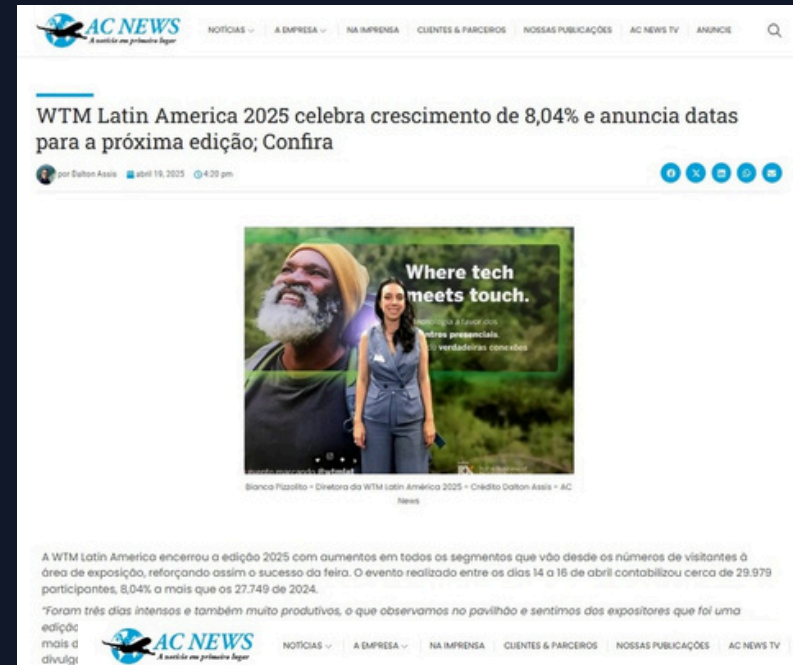 AC NEWS
A notícia em primeiro lugar
NOTÍCIAS A EMPRESA NA IMPRENSA CLIENTES & PARCEIROS NOSSAS PUBLICAÇÕES AC NEWS TV ANUNCIE
WTM Latin America 2025 celebra crescimento de 8,04% e anuncia datas
para a próxima edição; Confira
por Dalton Assis abril 19, 2025 4:20 pm
Where tech
meets touch.
a favor dos
ntros presenciais.
verdadeiras conexões
mento marcando @wtmlat
Bianca Pizzolito - Diretora da WTM Latin América 2025 - Crédito Dalton Assis - AC
News
A WTM Latin America encerrou a edição 2025 com aumentos em todos os segmentos que vão desde os números de visitantes à
área de exposição, reforçando assim o sucesso da feira. O evento realizado entre os dias 14 a 16 de abril contabilizou cerca de 29.979
participantes, 8,04% a mais que os 27.749 de 2024.
"Foram três dias intensos e também muito produtivos, o que observamos no pavilhão e sentimos dos expositores que foi uma
edição
mais d
divulg
AC NEWS
A notícia em primeiro lugar
NOTÍCIAS A EMPRESA NA IMPRENSA CLIENTES & PARCEIROS NOSSAS PUBLICAÇÕES AC NEWS TV